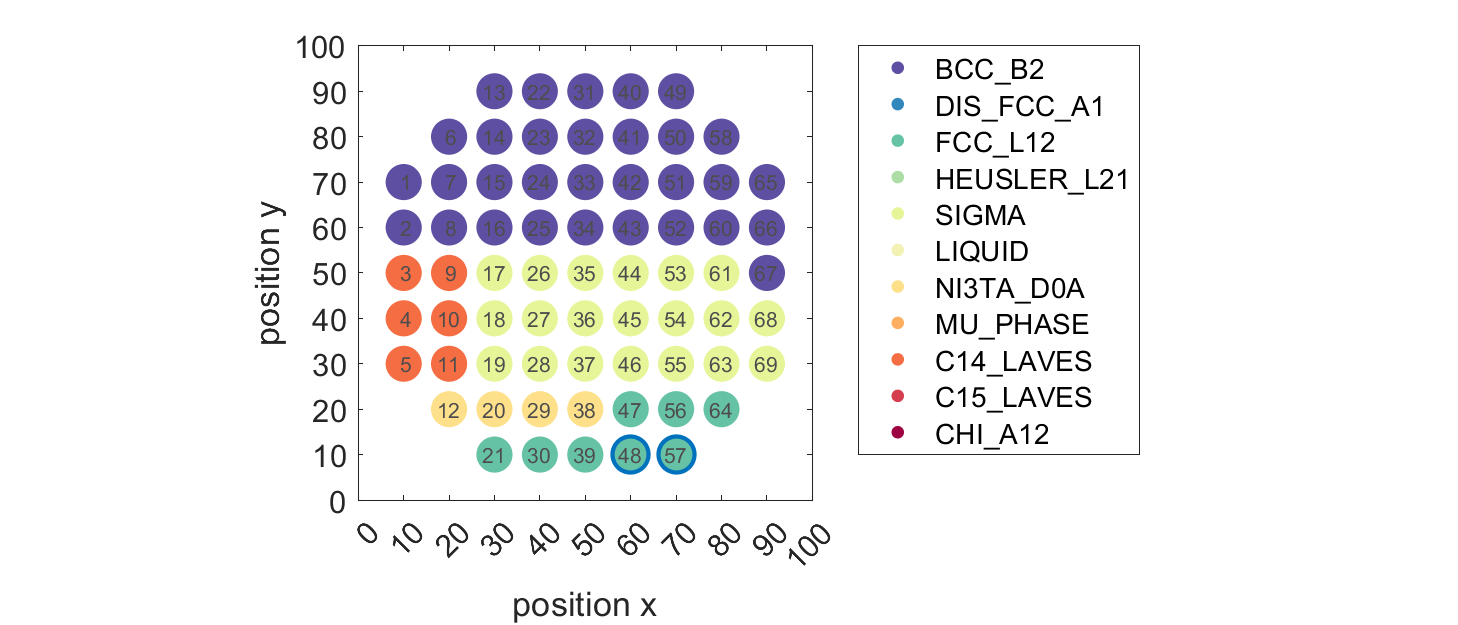 100
90
80
70
60
50
40
30
20
10
0
13 22 31 40 49
6 14 23 32 41 50 58
1 7 15 24 33 42 51 59 65
2 8 16 25 34 43 52 60 66
3 9 17 26 35 44 53 61 67
4 10 18 27 36 45 54 62 68
5 11 19 28 37 46 55 63 69
12 20 29 38 47 56 64
21 30 39 48 57
0 10 20 30 40 50 60 70 80 90 100
position x
position y
BCC_B2
DIS_FCC_A1
FCC_L12
HEUSLER_L21
SIGMA
LIQUID
NI3TA_D0A
MU_PHASE
C14_LAVES
C15_LAVES
CHI_A12